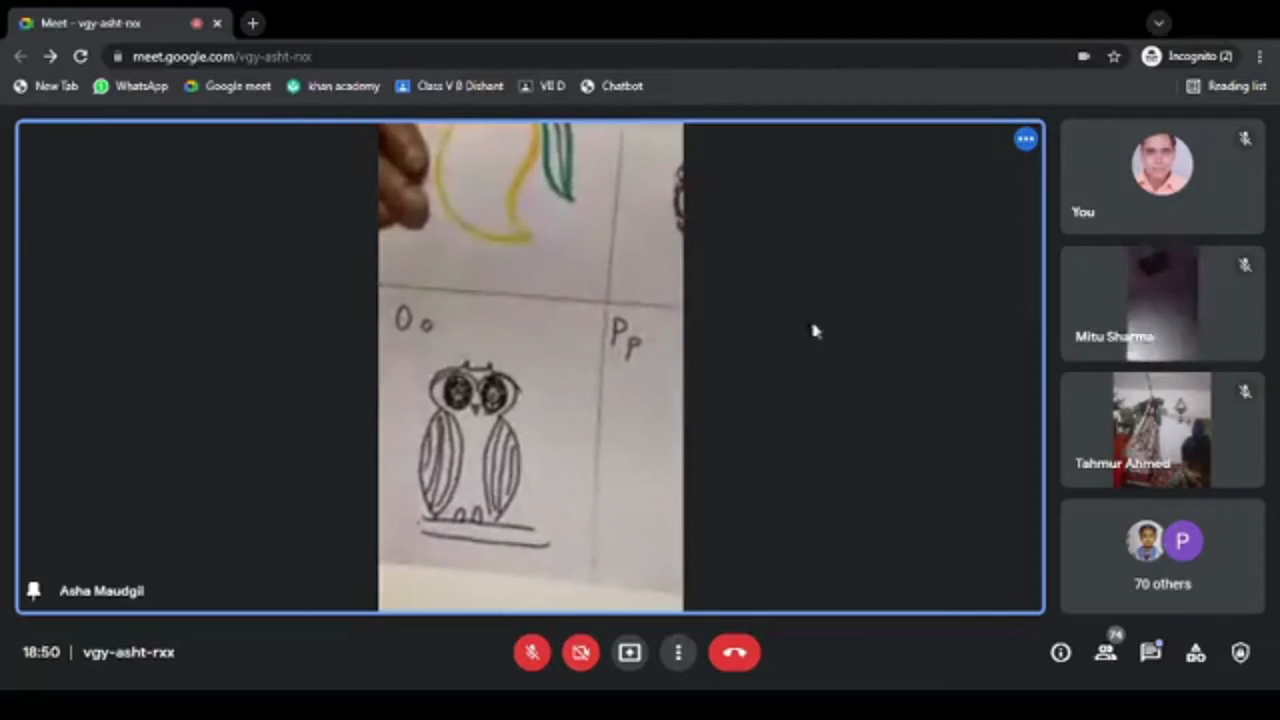 Meet - vgy-asht-rxx
meet.google.com/vgy-asht-rxx
Incognito (2)
New Tab
WhatsApp
Google meet
khan academy
Class V B Dishant
VII D
Chatbot
Reading list
O o
P p
Asha Maudgil
You
Mitu Sharma
Tahmur Ahmed
P
70 others
18:50 | vgy-asht-rxx
74